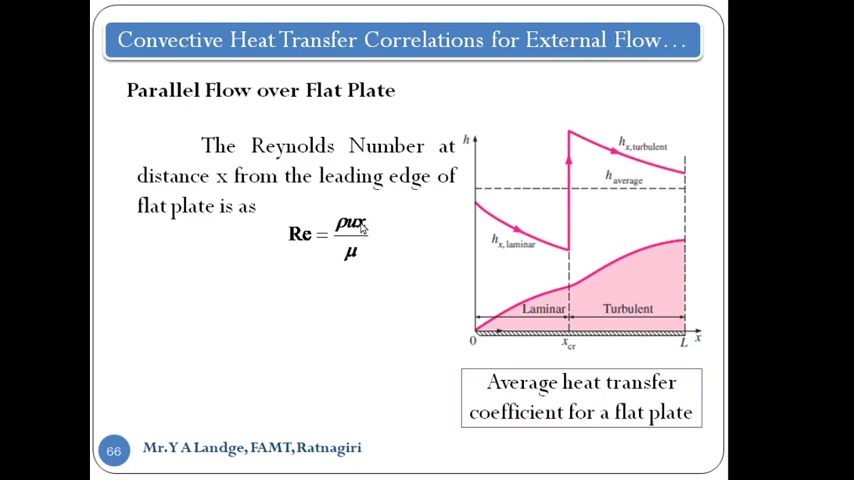 Convective Heat Transfer Correlations for External Flow…
Parallel Flow over Flat Plate
The Reynolds Number at
distance x from the leading edge of
flat plate is as
Re = ρux / μ
h
hx,turbulent
haverage
hx,laminar
Laminar
Turbulent
0
xcr
L
x
Average heat transfer
coefficient for a flat plate
66
Mr.Y A Landge, FAMT, Ratnagiri